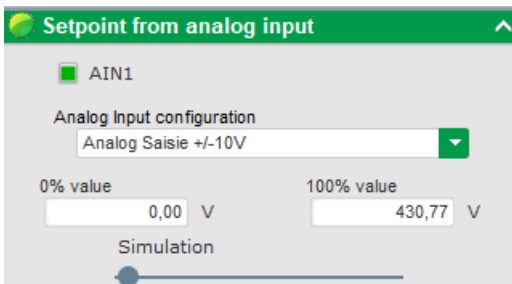 Setpoint from analog input
AIN1
Analog Input configuration
Analog Saisie +/-10V
0% value 100% value
0,00 V 430,77 V
Simulation